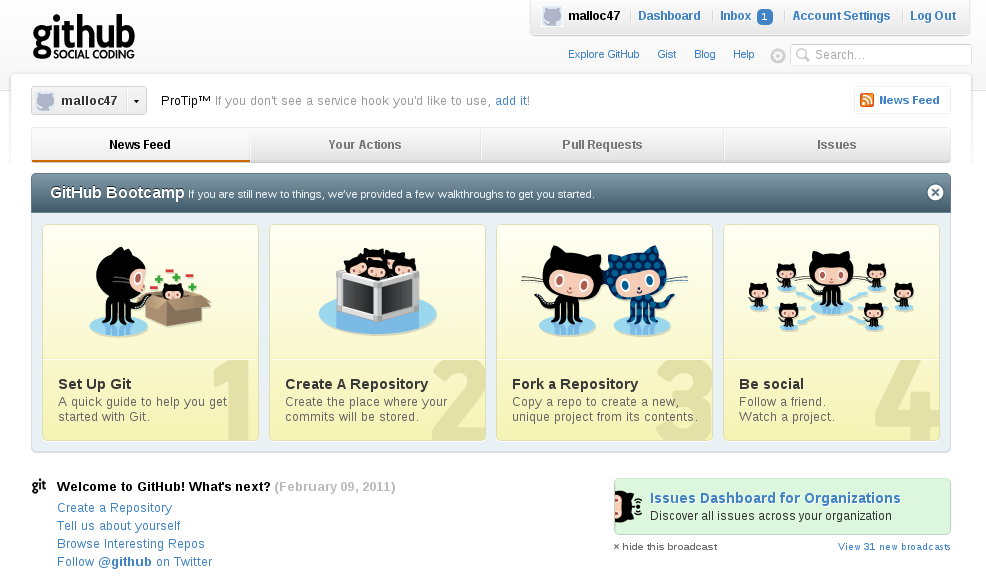 github
SOCIAL CODING
malloc47 Dashboard Inbox 1 Account Settings Log Out
Explore GitHub Gist Blog Help Search...
malloc47 ProTip™ If you don't see a service hook you'd like to use, add it! News Feed
News Feed Your Actions Pull Requests Issues
GitHub Bootcamp If you are still new to things, we've provided a few walkthroughs to get you started.
1
Set Up Git
A quick guide to help you get
started with Git.
2
Create A Repository
Create the place where your
commits will be stored.
3
Fork a Repository
Copy a repo to create a new,
unique project from its contents.
4
Be social
Follow a friend.
Watch a project.
git Welcome to GitHub! What's next? (February 09, 2011)
Create a Repository
Tell us about yourself
Browse Interesting Repos
Follow @github on Twitter
Issues Dashboard for Organizations
Discover all issues across your organization
× hide this broadcast View 31 new broadcasts